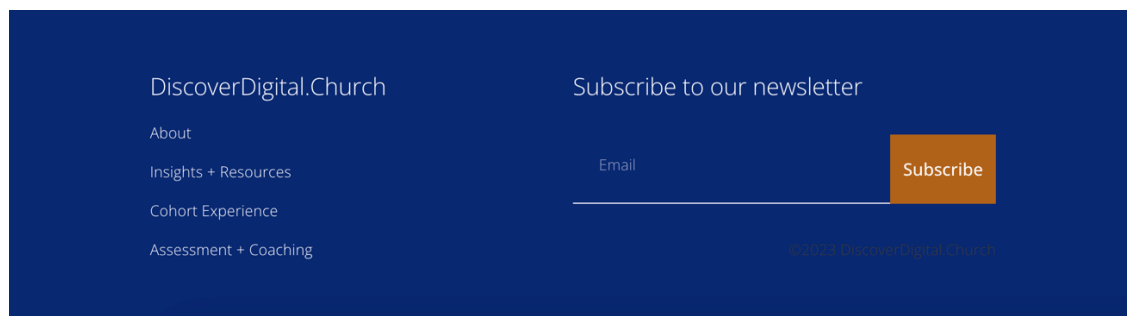 DiscoverDigital.Church
About
Insights + Resources
Cohort Experience
Assessment + Coaching
Subscribe to our newsletter
Email
Subscribe
©2023 DiscoverDigital.Church